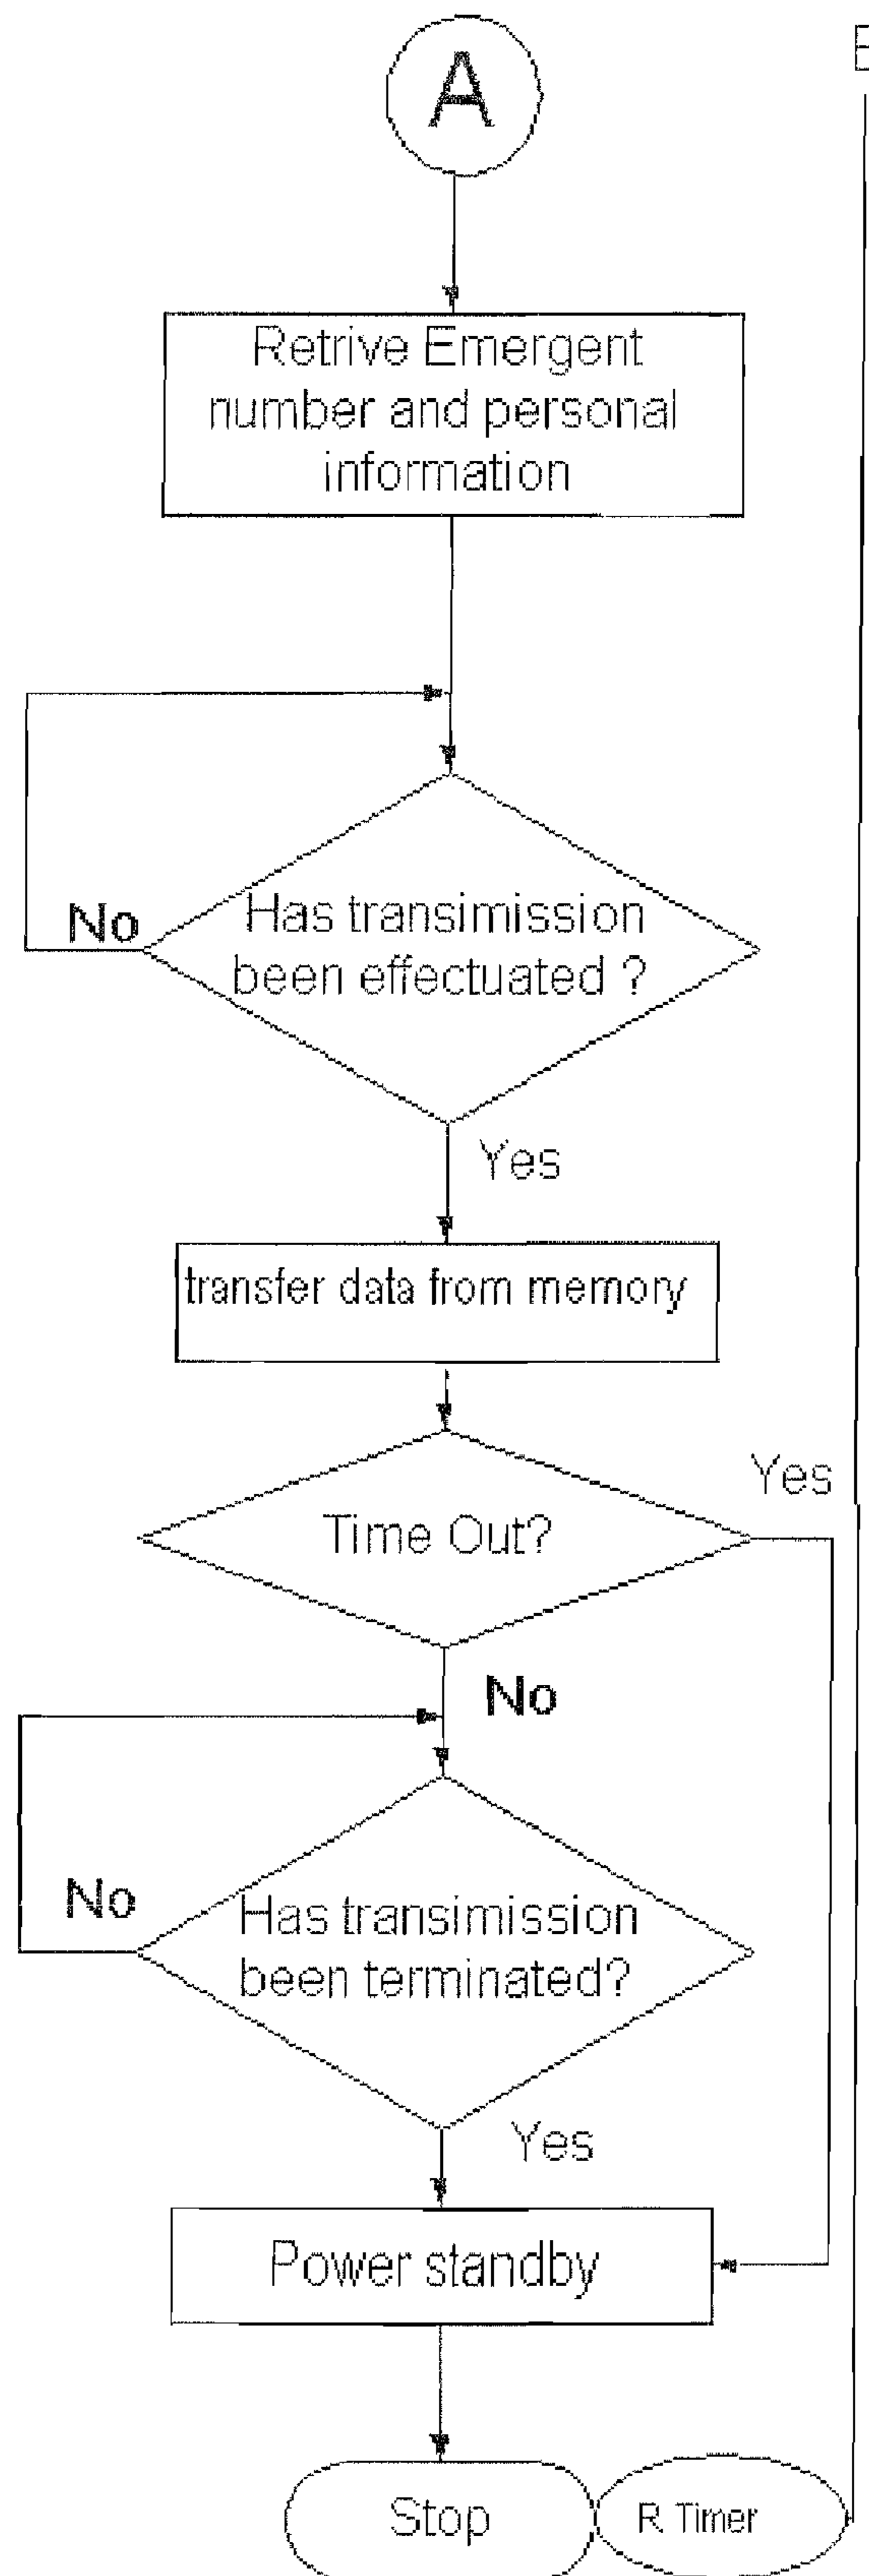 A
Retrive Emergent
number and personal
information
No
Has transimission
been effectuated ?
Yes
transfer data from memory
Yes
Time Out?
No
No
Has transimission
been terminated?
Yes
Power standby
Stop
R Timer